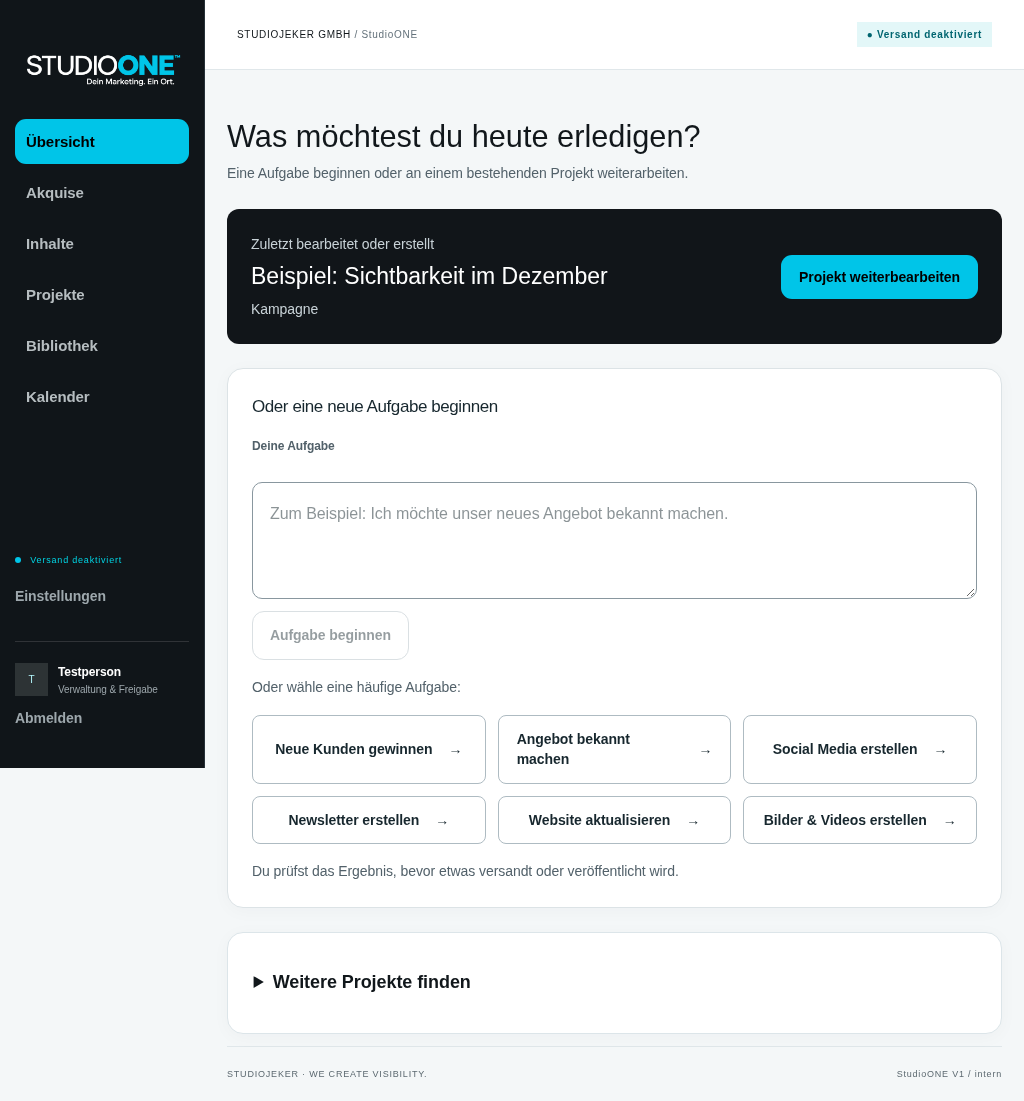 STUDIOONE™
Dein Marketing. Ein Ort.
Übersicht
Akquise
Inhalte
Projekte
Bibliothek
Kalender
Versand deaktiviert
Einstellungen
T
Testperson
Verwaltung & Freigabe
Abmelden
STUDIOJEKER GMBH / StudioONE
● Versand deaktiviert
Was möchtest du heute erledigen?
Eine Aufgabe beginnen oder an einem bestehenden Projekt weiterarbeiten.
Zuletzt bearbeitet oder erstellt
Beispiel: Sichtbarkeit im Dezember
Kampagne
Projekt weiterbearbeiten
Oder eine neue Aufgabe beginnen
Deine Aufgabe
Zum Beispiel: Ich möchte unser neues Angebot bekannt machen.
Aufgabe beginnen
Oder wähle eine häufige Aufgabe:
Neue Kunden gewinnen →
Angebot bekannt
machen →
Social Media erstellen →
Newsletter erstellen →
Website aktualisieren →
Bilder & Videos erstellen →
Du prüfst das Ergebnis, bevor etwas versandt oder veröffentlicht wird.
▶ Weitere Projekte finden
STUDIOJEKER · WE CREATE VISIBILITY.
StudioONE V1 / intern